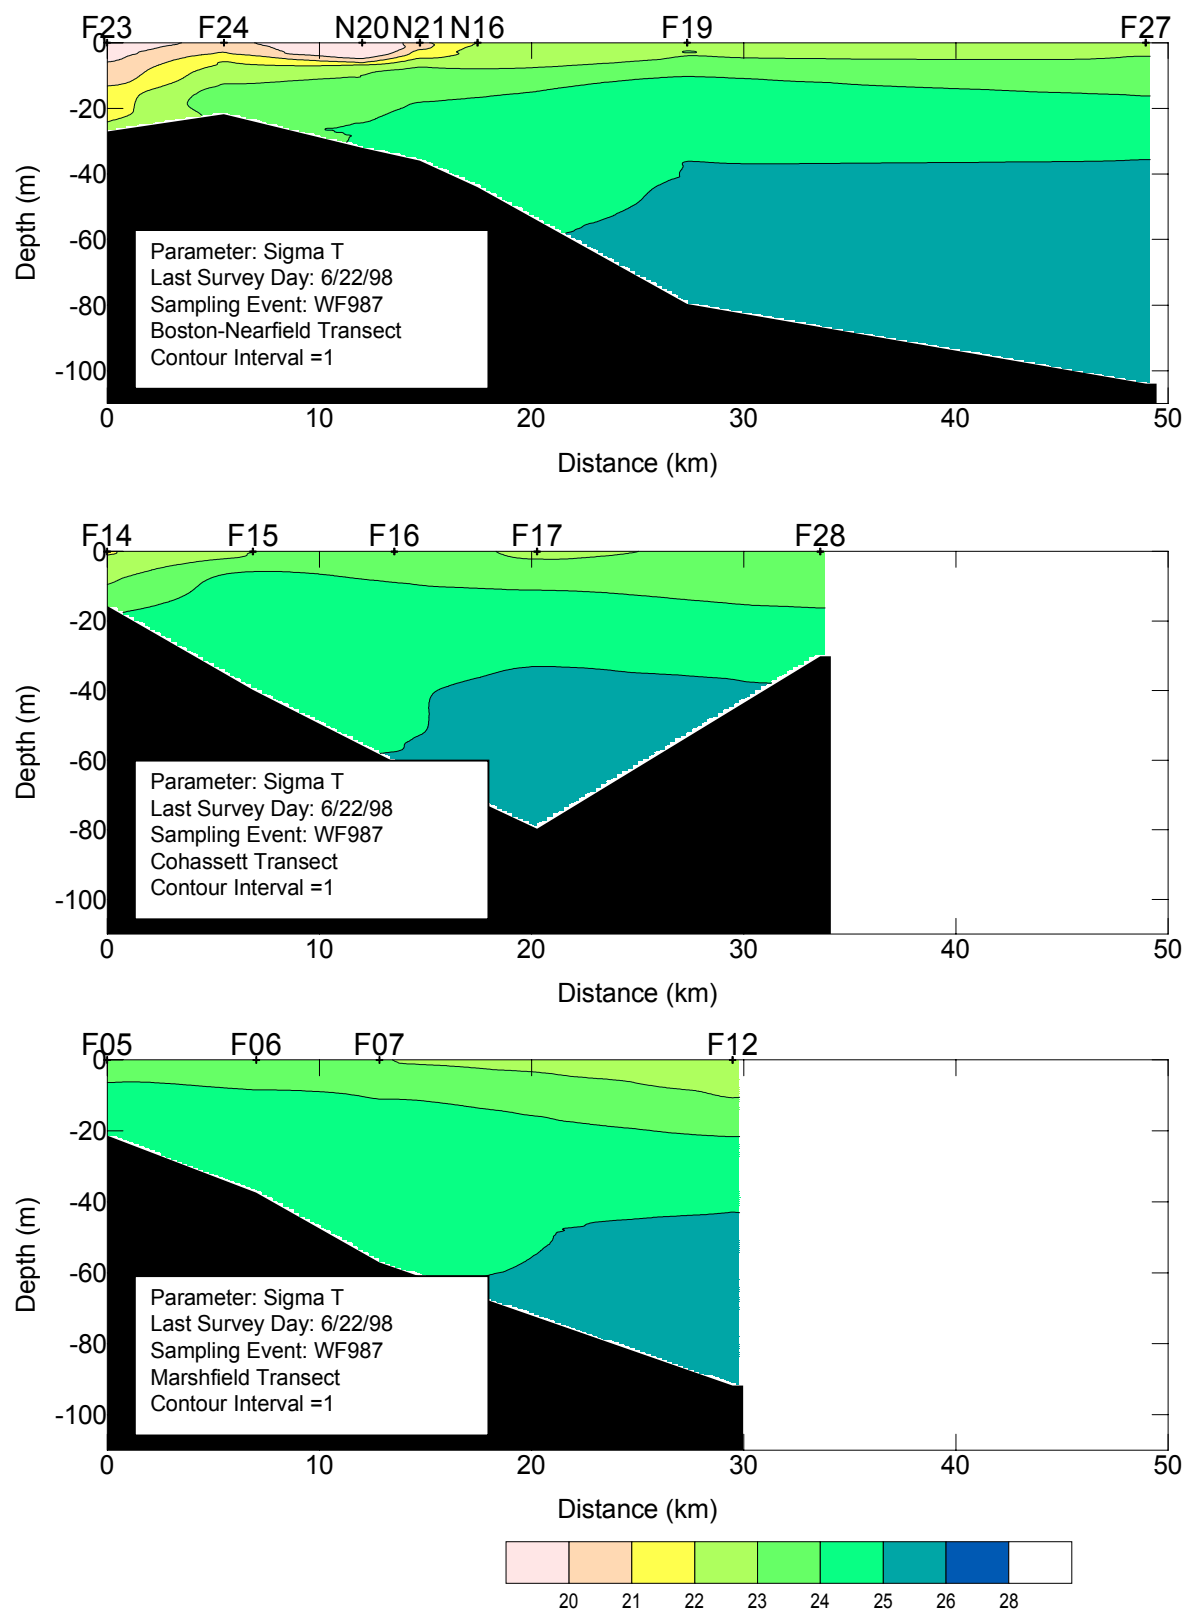 F23 F24 N20 N21 N16 F19 F27
0
-20
-40
-60
-80
-100
Depth (m)
Parameter: Sigma T
Last Survey Day: 6/22/98
Sampling Event: WF987
Boston-Nearfield Transect
Contour Interval =1
0 10 20 30 40 50
Distance (km)
F14 F15 F16 F17 F28
0
-20
-40
-60
-80
-100
Depth (m)
Parameter: Sigma T
Last Survey Day: 6/22/98
Sampling Event: WF987
Cohassett Transect
Contour Interval =1
0 10 20 30 40 50
Distance (km)
F05 F06 F07 F12
0
-20
-40
-60
-80
-100
Depth (m)
Parameter: Sigma T
Last Survey Day: 6/22/98
Sampling Event: WF987
Marshfield Transect
Contour Interval =1
0 10 20 30 40 50
Distance (km)
20 21 22 23 24 25 26 28